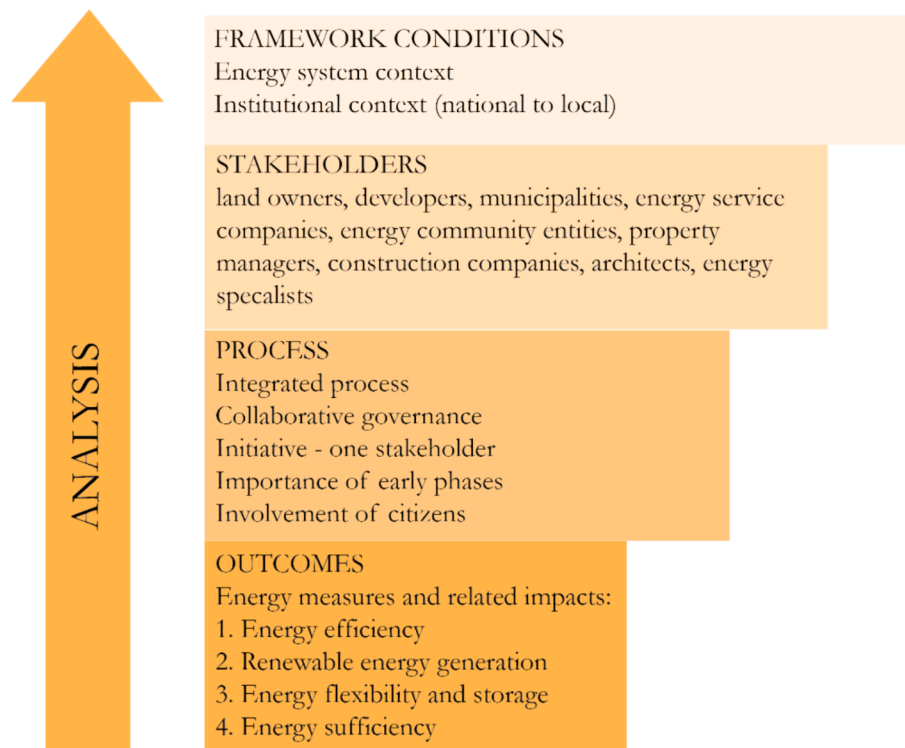 FRAMEWORK CONDITIONS
Energy system context
Institutional context (national to local)
STAKEHOLDERS
land owners, developers, municipalities, energy service
companies, energy community entities, property
managers, construction companies, architects, energy
specalists
ANALYSIS
PROCESS
Integrated process
Collaborative governance
Initiative - one stakeholder
Importance of early phases
Involvement of citizens
OUTCOMES
Energy measures and related impacts:
1. Energy efficiency
2. Renewable energy generation
3. Energy flexibility and storage
4. Energy sufficiency